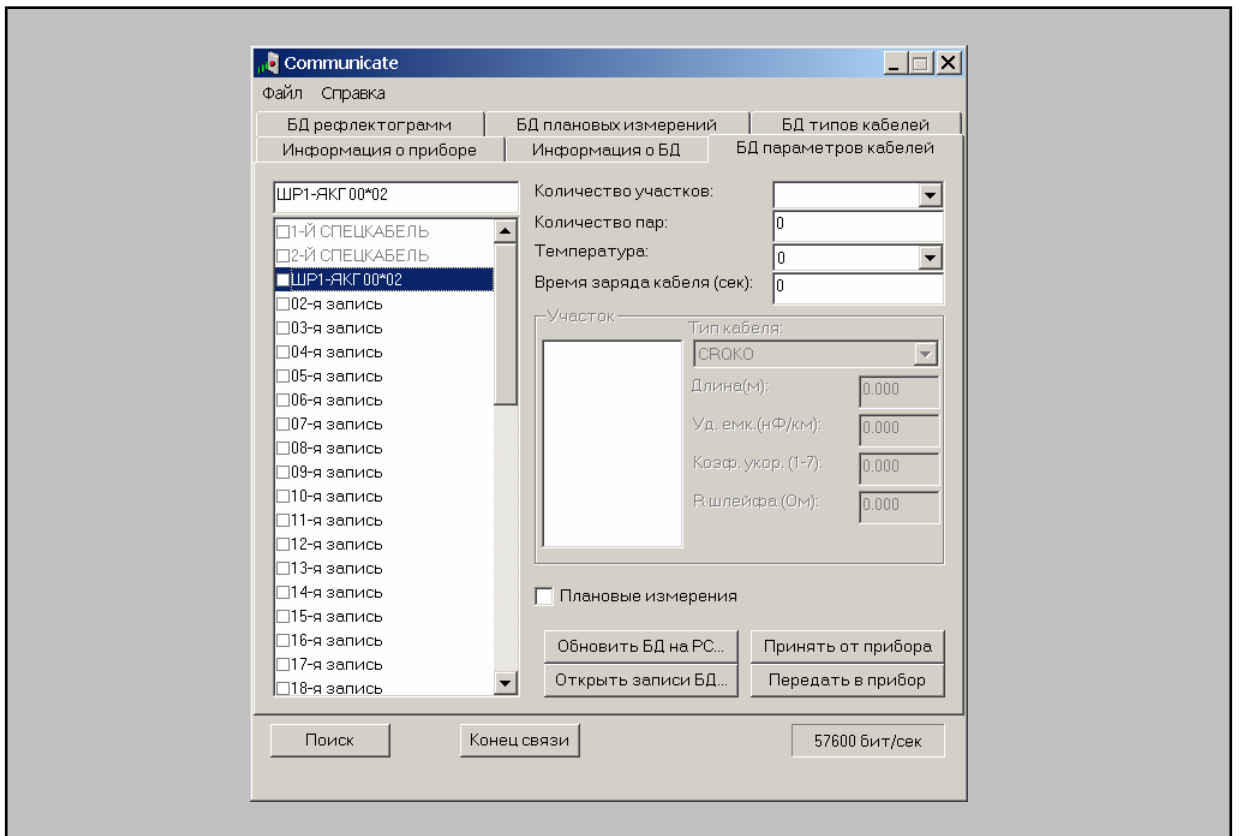 Communicate
Файл Справка
БД рефлектограмм БД плановых измерений БД типов кабелей
Информация о приборе Информация о БД БД параметров кабелей
ШР1-ЯКГ00*02
1-Й СПЕЦКАБЕЛЬ
2-Й СПЕЦКАБЕЛЬ
ШР1-ЯКГ00*02
02-я запись
03-я запись
04-я запись
05-я запись
06-я запись
07-я запись
08-я запись
09-я запись
10-я запись
11-я запись
12-я запись
13-я запись
14-я запись
15-я запись
16-я запись
17-я запись
18-я запись
Количество участков:
Количество пар: 0
Температура: 0
Время заряда кабеля (сек): 0
Участок
Тип кабеля:
CRQKO
Длина(м): 0.000
Уд. емк.(нФ/км): 0.000
Коэф. укор. (1-7): 0.000
R шлейфа (Ом): 0.000
Плановые измерения
Обновить БД на PC... Принять от прибора
Открыть записи БД... Передать в прибор
Поиск Конец связи 57600 бит/сек